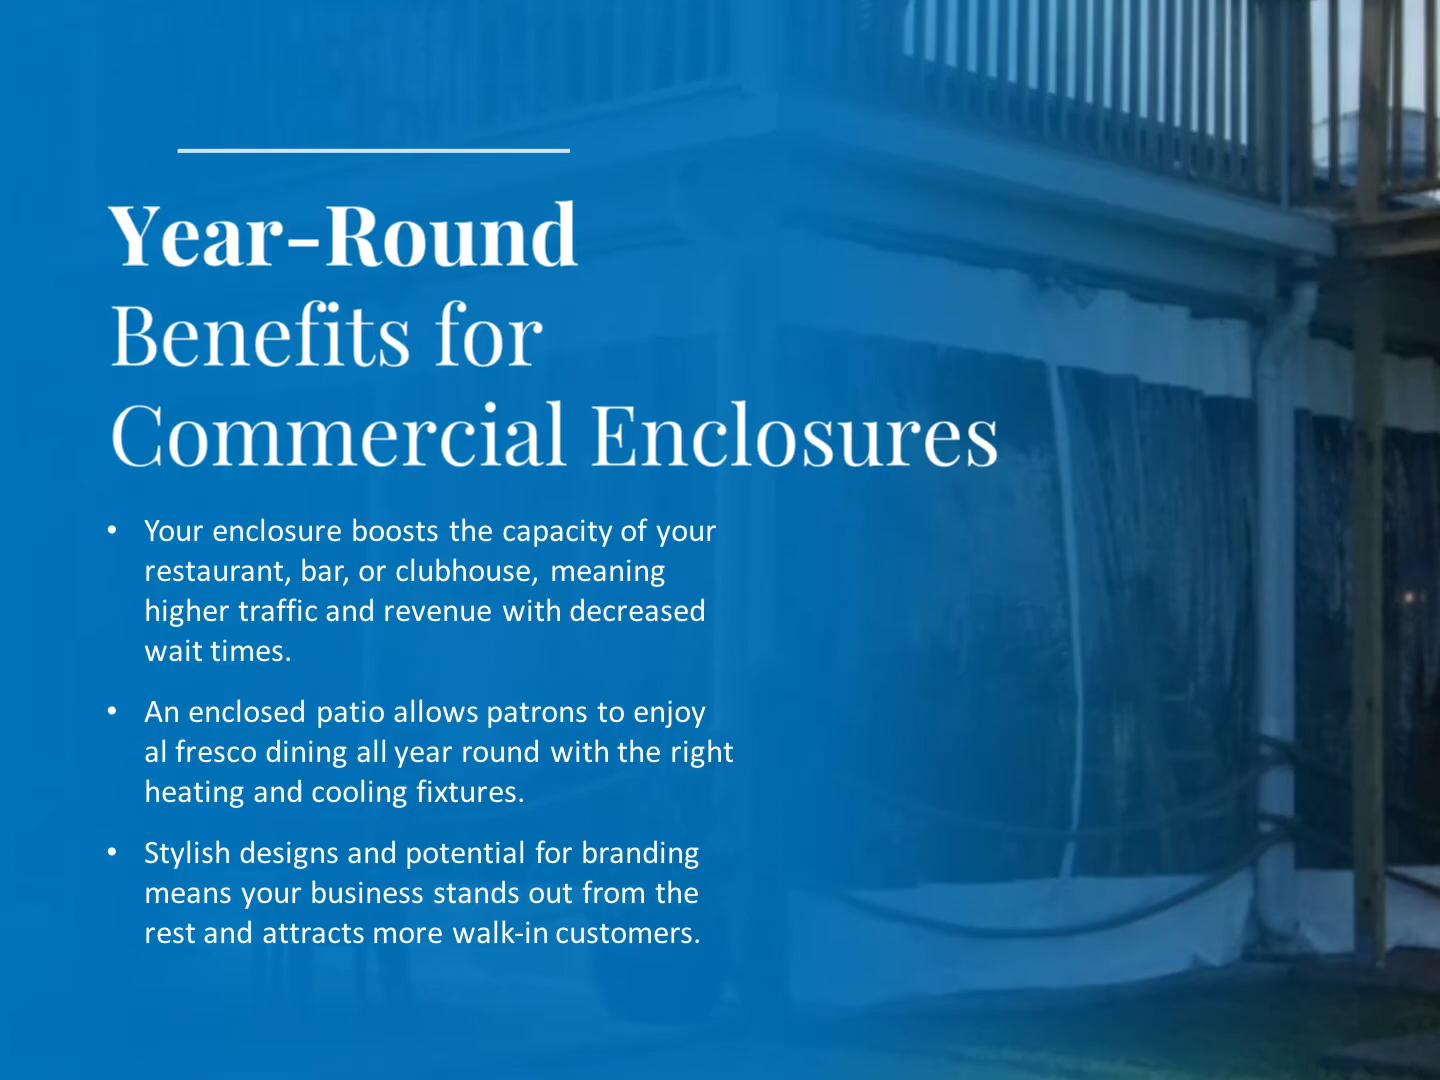 Year-Round
Benefits for
Commercial Enclosures
• Your enclosure boosts the capacity of your
restaurant, bar, or clubhouse, meaning
higher traffic and revenue with decreased
wait times.
• An enclosed patio allows patrons to enjoy
al fresco dining all year round with the right
heating and cooling fixtures.
• Stylish designs and potential for branding
means your business stands out from the
rest and attracts more walk-in customers.